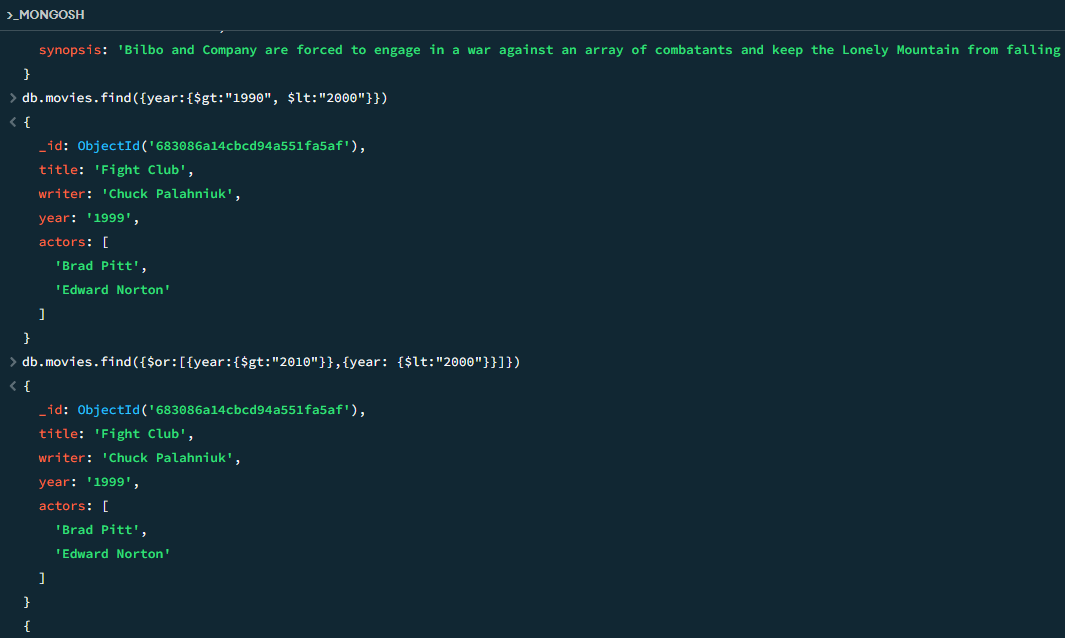 >_MONGOSH
synopsis: 'Bilbo and Company are forced to engage in a war against an array of combatants and keep the Lonely Mountain from falling
}
> db.movies.find({year:{$gt:"1990", $lt:"2000"}})
< {
_id: ObjectId('683086a14cbcd94a551fa5af'),
title: 'Fight Club',
writer: 'Chuck Palahniuk',
year: '1999',
actors: [
'Brad Pitt',
'Edward Norton'
]
}
> db.movies.find({$or:[{year:{$gt:"2010"}},{year: {$lt:"2000"}}]})
< {
_id: ObjectId('683086a14cbcd94a551fa5af'),
title: 'Fight Club',
writer: 'Chuck Palahniuk',
year: '1999',
actors: [
'Brad Pitt',
'Edward Norton'
]
}
{